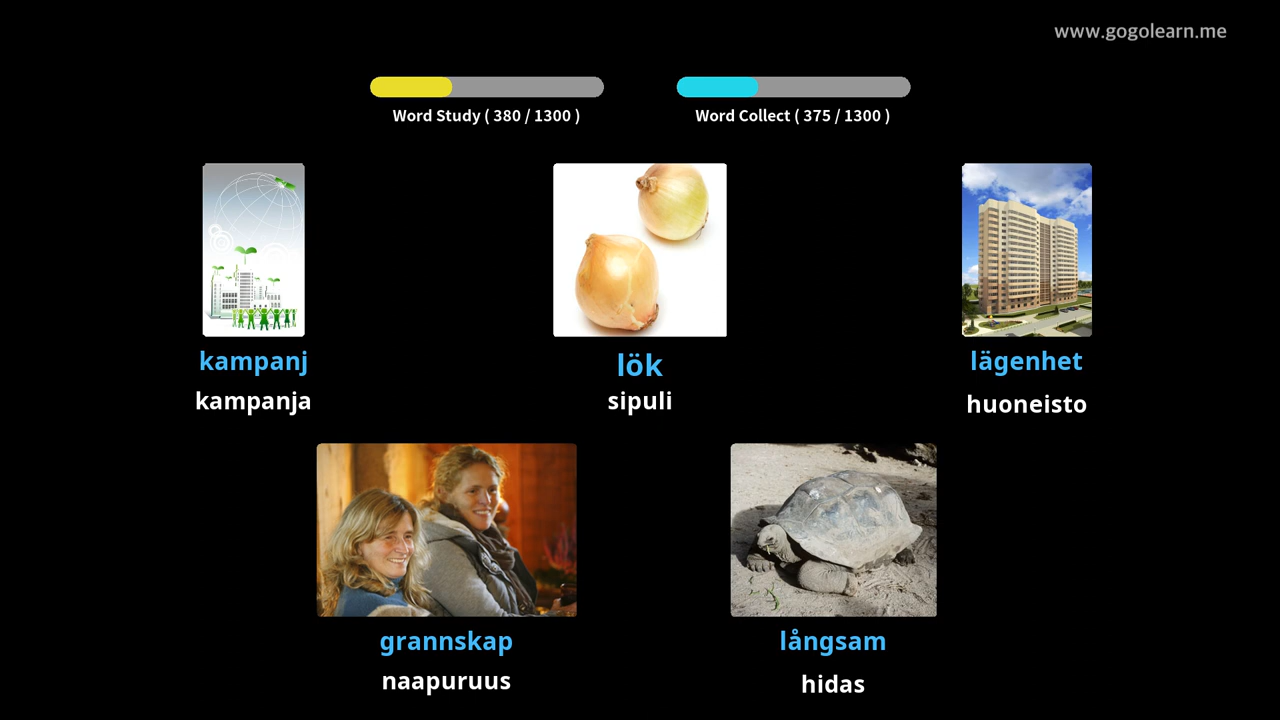 www.gogolearn.me
Word Study ( 380 / 1300 )
Word Collect ( 375 / 1300 )
kampanj
kampanja
lök
sipuli
lägenhet
huoneisto
grannskap
naapuruus
långsam
hidas